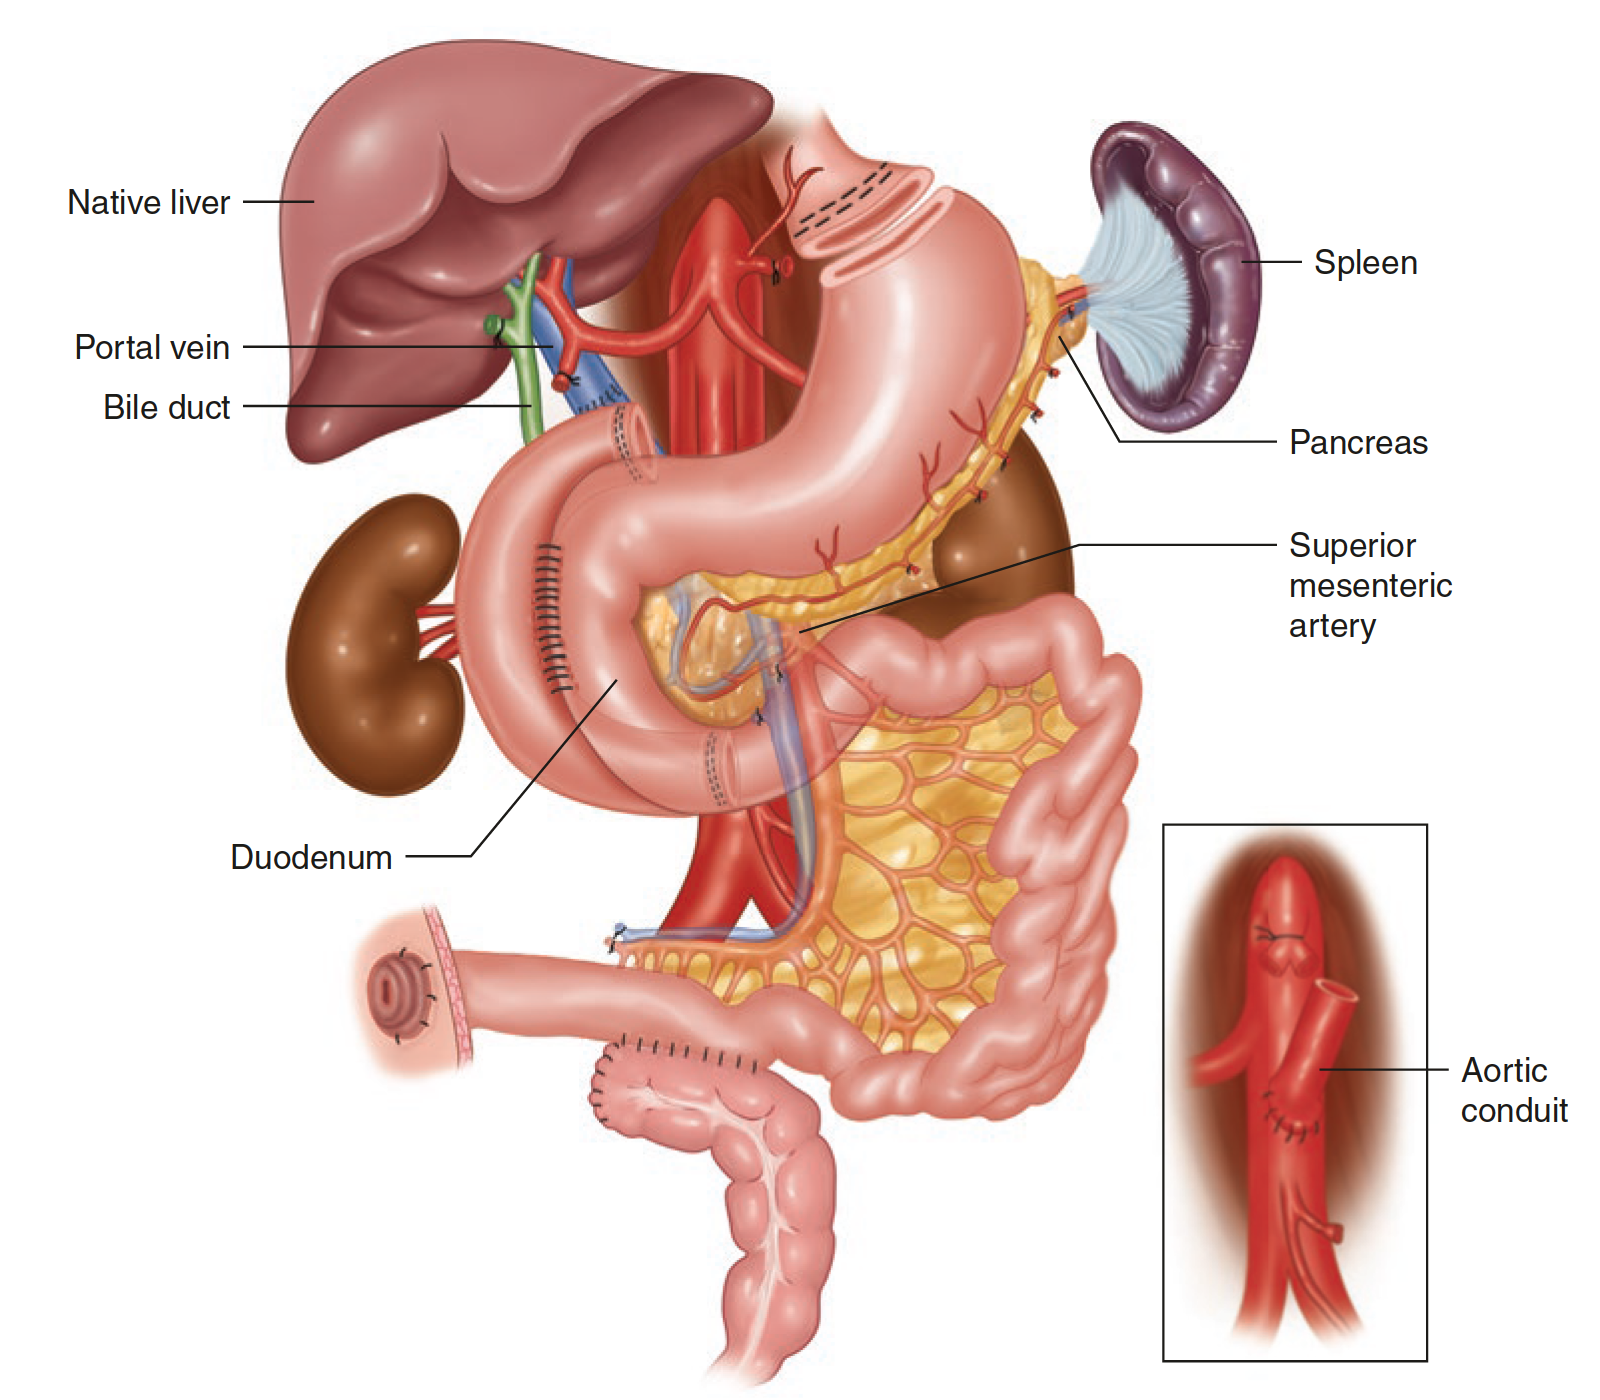 Native liver
Spleen
Portal vein
Bile duct
Pancreas
Superior
mesenteric
artery
Duodenum
Aortic
conduit